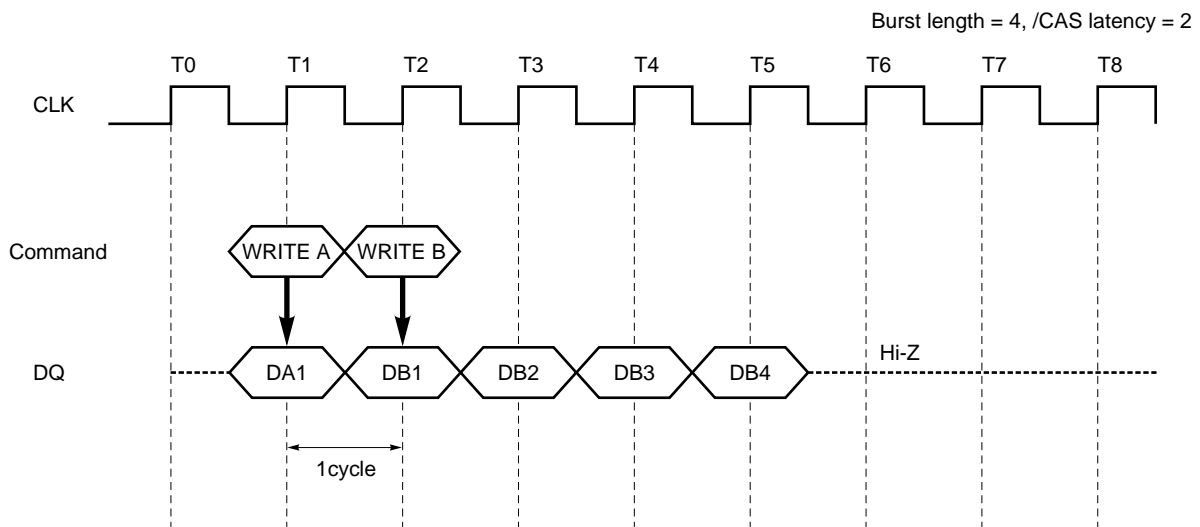 Burst length = 4, /CAS latency = 2
T0 T1 T2 T3 T4 T5 T6 T7 T8
CLK
Command WRITE A WRITE B
Hi-Z
DQ DA1 DB1 DB2 DB3 DB4
1cycle